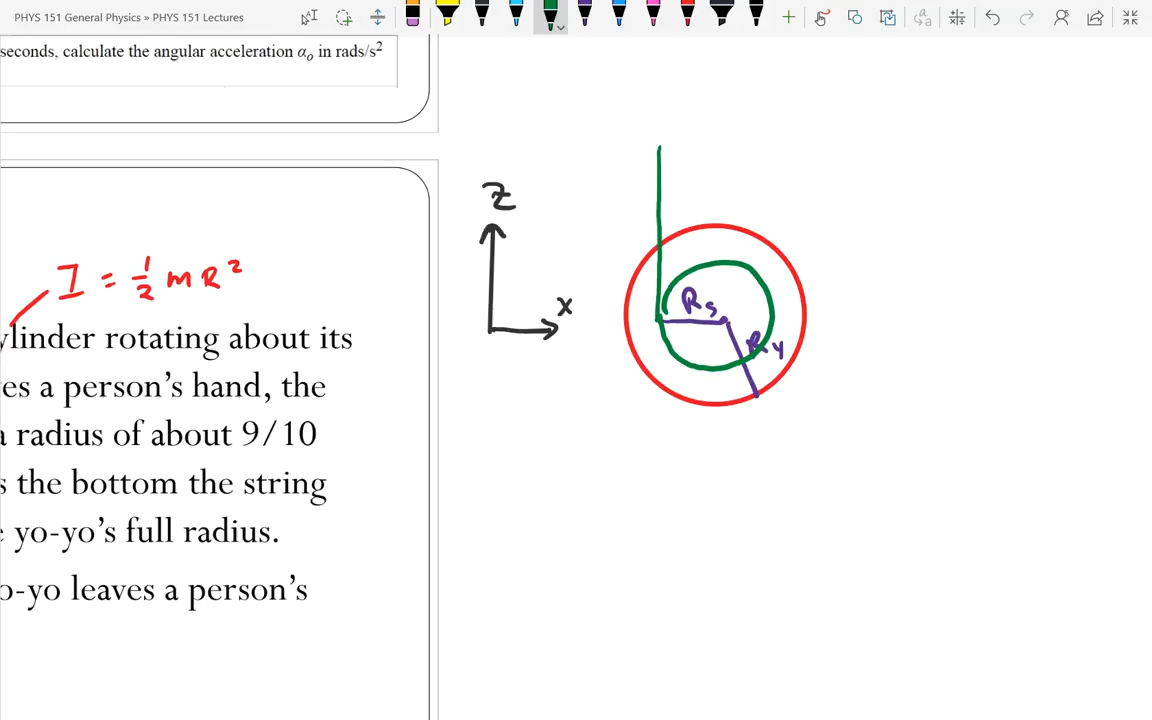 PHYS 151 General Physics » PHYS 151 Lectures
seconds, calculate the angular acceleration αₒ in rads/s²
I = ½ m R²
ylinder rotating about its
es a person's hand, the
a radius of about 9/10
s the bottom the string
yo-yo's full radius.
o-yo leaves a person's
Z
X
Rs
Ry